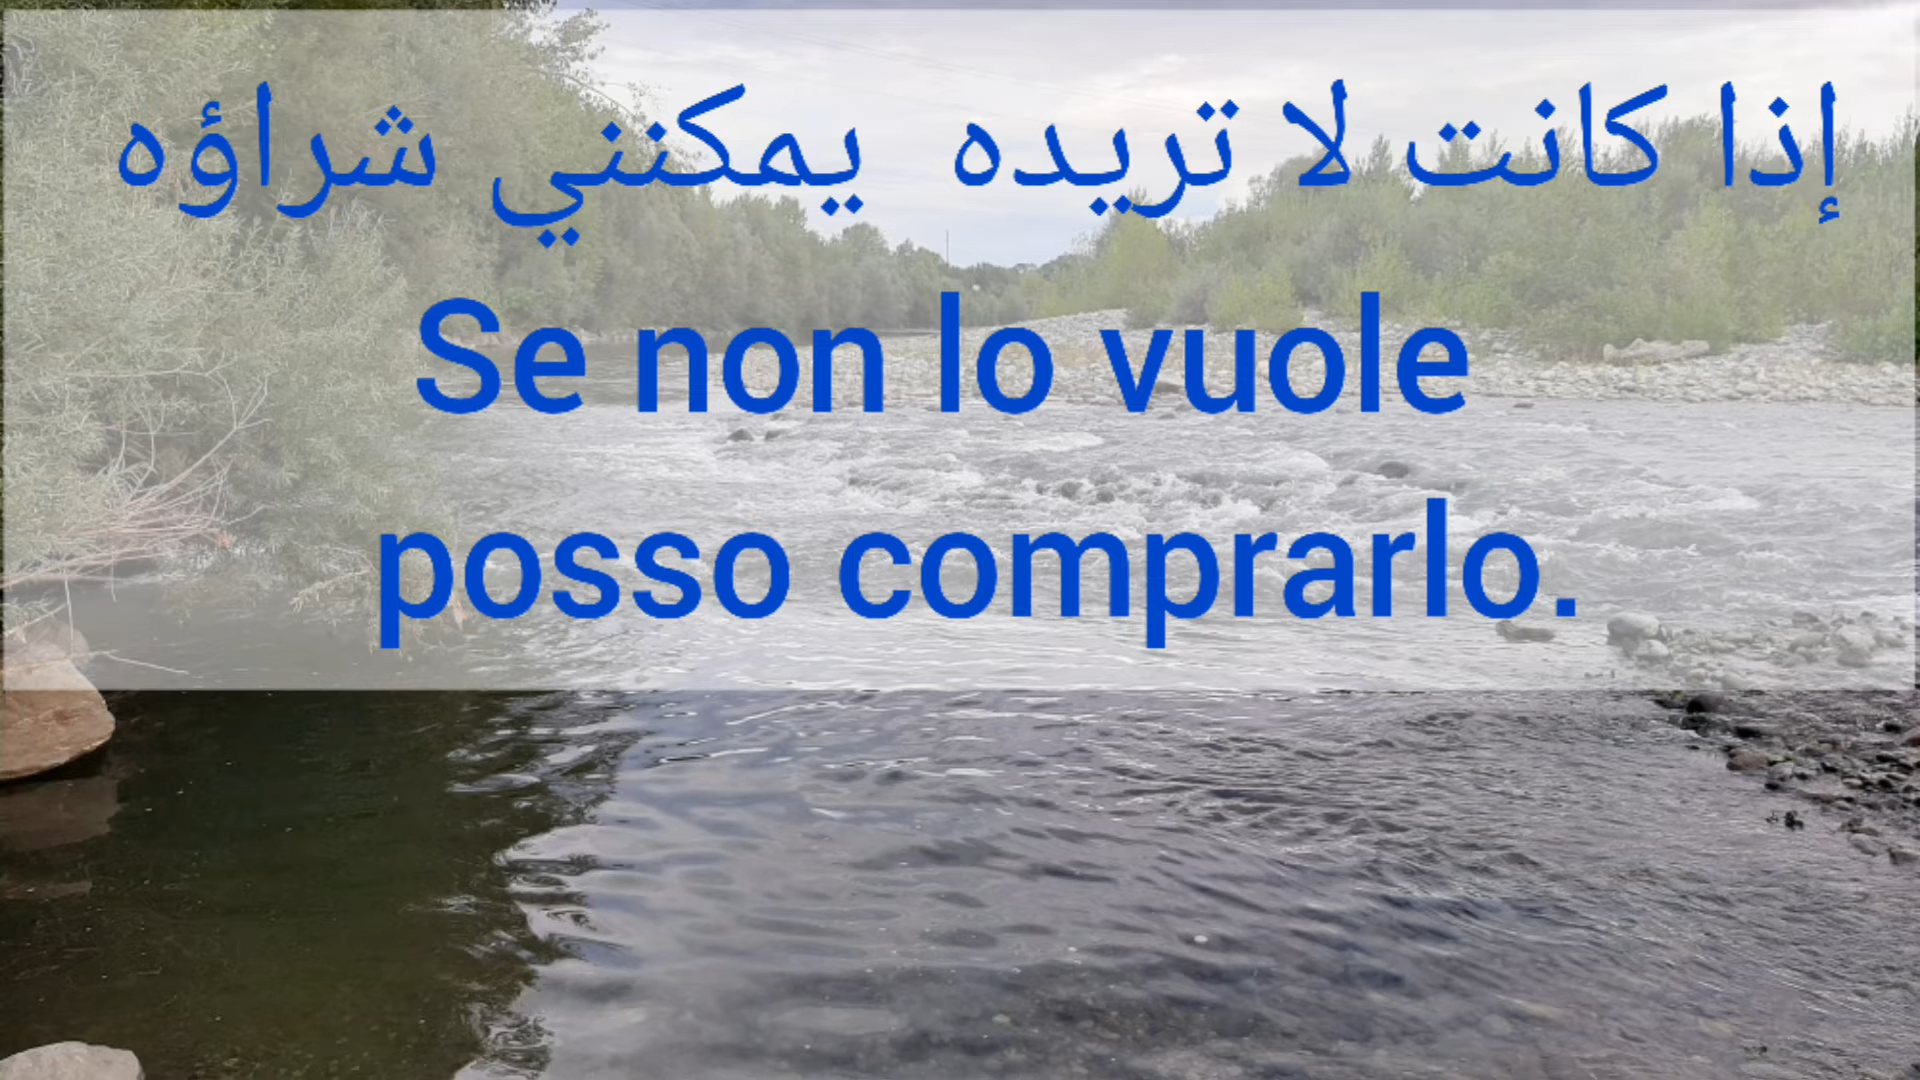 إذا كانت لا تريده يمكنني شراؤه
Se non lo vuole
posso comprarlo.